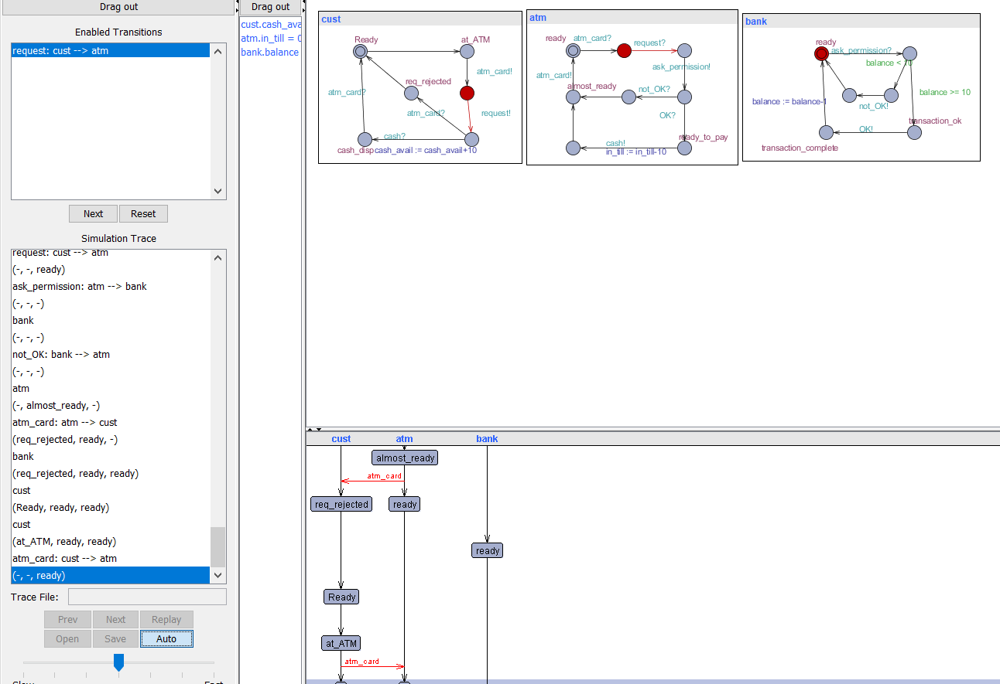 Drag out
Enabled Transitions
request: cust --> atm
Next
Reset
Simulation Trace
request: cust --> atm
(-, -, ready)
ask_permission: atm --> bank
(-, -, -)
bank
(-, -, -)
not_OK: bank --> atm
(-, -, -)
atm
(-, almost_ready, -)
atm_card: atm --> cust
(req_rejected, ready, -)
bank
(req_rejected, ready, ready)
cust
(Ready, ready, ready)
cust
(at_ATM, ready, ready)
atm_card: cust --> atm
(-, -, ready)
Trace File:
Prev
Next
Replay
Open
Save
Auto
Slow
Fast
Drag out
cust.cash_ava
atm.in_till = 0
bank.balance
cust
Ready
at_ATM
atm_card!
req_rejected
atm_card?
atm_card?
request!
cash?
cash_disp
cash_avail := cash_avail+10
atm
ready
atm_card?
request?
ask_permission!
atm_card!
almost_ready
not_OK?
OK?
ready_to_pay
cash!
in_till := in_till-10
bank
ready
ask_permission?
balance < 10
balance >= 10
balance := balance-1
not_OK!
transaction_ok
OK!
transaction_complete
cust
atm
bank
almost_ready
atm_card
req_rejected
ready
ready
Ready
at_ATM
atm_card